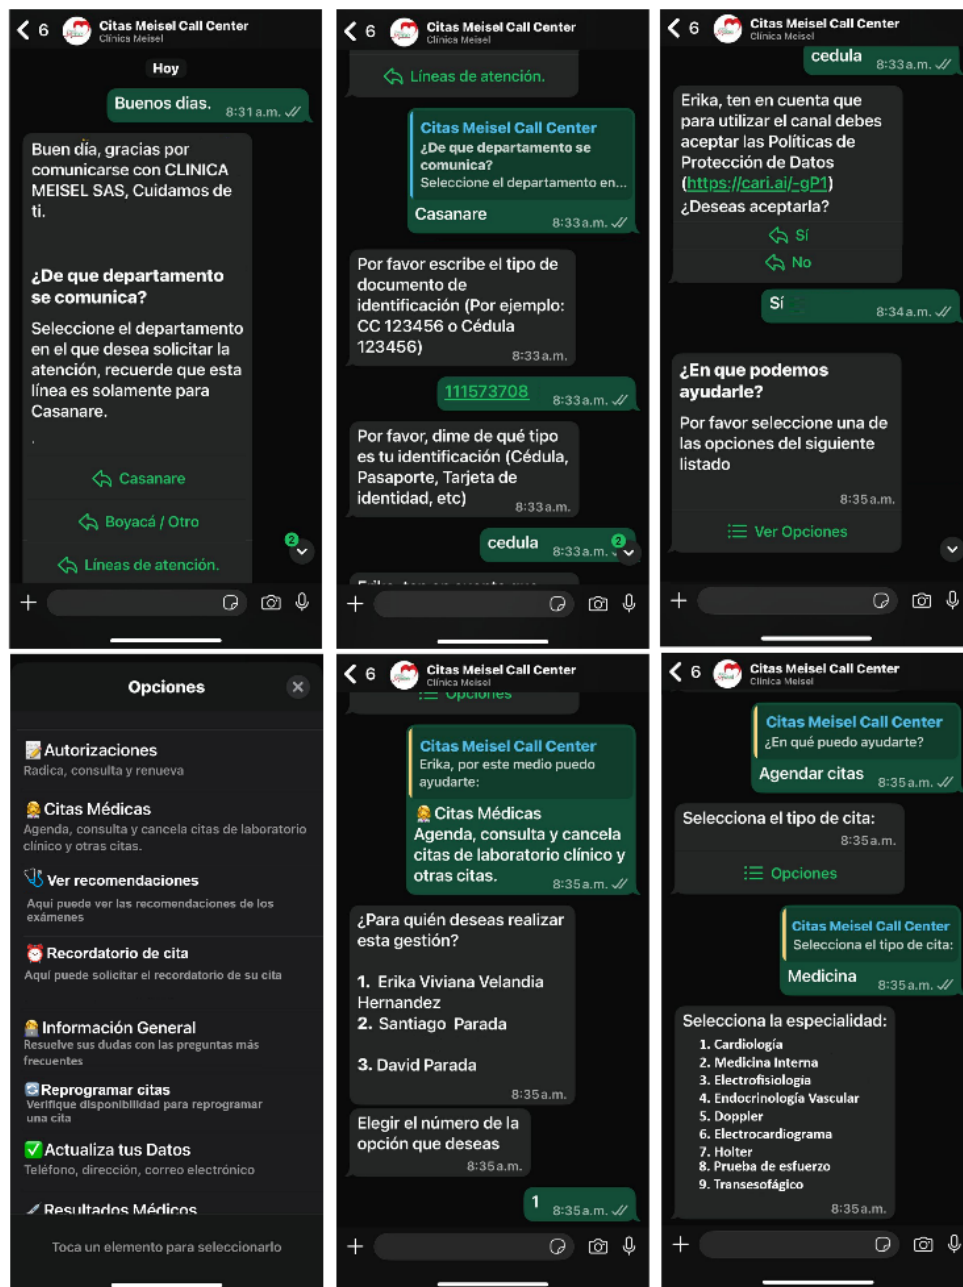 6
Citas Meisel Call Center
Clínica Meisel
Hoy
Buenos dias.
8:31 a.m.
Buen día, gracias por
comunicarse con CLINICA
MEISEL SAS, Cuidamos de
ti.
¿De que departamento
se comunica?
Seleccione el departamento
en el que desea solicitar la
atención, recuerde que esta
línea es solamente para
Casanare.
.
Casanare
Boyacá / Otro
2
Líneas de atención.
6
Citas Meisel Call Center
Clínica Meisel
Líneas de atención.
Citas Meisel Call Center
¿De que departamento se
comunica?
Seleccione el departamento en...
Casanare
8:33 a.m.
Por favor escribe el tipo de
documento de
identificación (Por ejemplo:
CC 123456 o Cédula
123456)
8:33 a.m.
111573708
8:33 a.m.
Por favor, dime de qué tipo
es tu identificación (Cédula,
Pasaporte, Tarjeta de
identidad, etc)
8:33 a.m.
cedula
8:33 a.m.
2
6
Citas Meisel Call Center
Clínica Meisel
cedula
8:33 a.m.
Erika, ten en cuenta que
para utilizar el canal debes
aceptar las Políticas de
Protección de Datos
(https://cari.ai/-gP1)
¿Deseas aceptarla?
Sí
No
Sí
8:34 a.m.
¿En que podemos
ayudarle?
Por favor seleccione una de
las opciones del siguiente
listado
8:35 a.m.
Ver Opciones
Opciones
Autorizaciones
Radica, consulta y renueva
Citas Médicas
Agenda, consulta y cancela citas de laboratorio
clínico y otras citas.
Ver recomendaciones
Aqui puede ver las recomendaciones de los
exámenes
Recordatorio de cita
Aquí puede solicitar el recordatorio de su cita
Información General
Resuelve sus dudas con las preguntas más
frecuentes
Reprogramar citas
Verifique disponibilidad para reprogramar
una cita
Actualiza tus Datos
Teléfono, dirección, correo electrónico
Resultados Médicos
Toca un elemento para seleccionarlo
6
Citas Meisel Call Center
Clínica Meisel
Opciones
Citas Meisel Call Center
Erika, por este medio puedo
ayudarte:
Citas Médicas
Agenda, consulta y cancela
citas de laboratorio clínico y
otras citas.
8:35 a.m.
¿Para quién deseas realizar
esta gestión?
1. Erika Viviana Velandia
Hernandez
2. Santiago Parada
3. David Parada
8:35 a.m.
Elegir el número de la
opción que deseas
8:35 a.m.
1
8:35 a.m.
6
Citas Meisel Call Center
Clínica Meisel
Citas Meisel Call Center
¿En qué puedo ayudarte?
Agendar citas
8:35 a.m.
Selecciona el tipo de cita:
8:35 a.m.
Opciones
Citas Meisel Call Center
Selecciona el tipo de cita:
Medicina
8:35 a.m.
Selecciona la especialidad:
1. Cardiología
2. Medicina Interna
3. Electrofisiología
4. Endocrinología Vascular
5. Doppler
6. Electrocardiograma
7. Holter
8. Prueba de esfuerzo
9. Transesofágico
8:35 a.m.